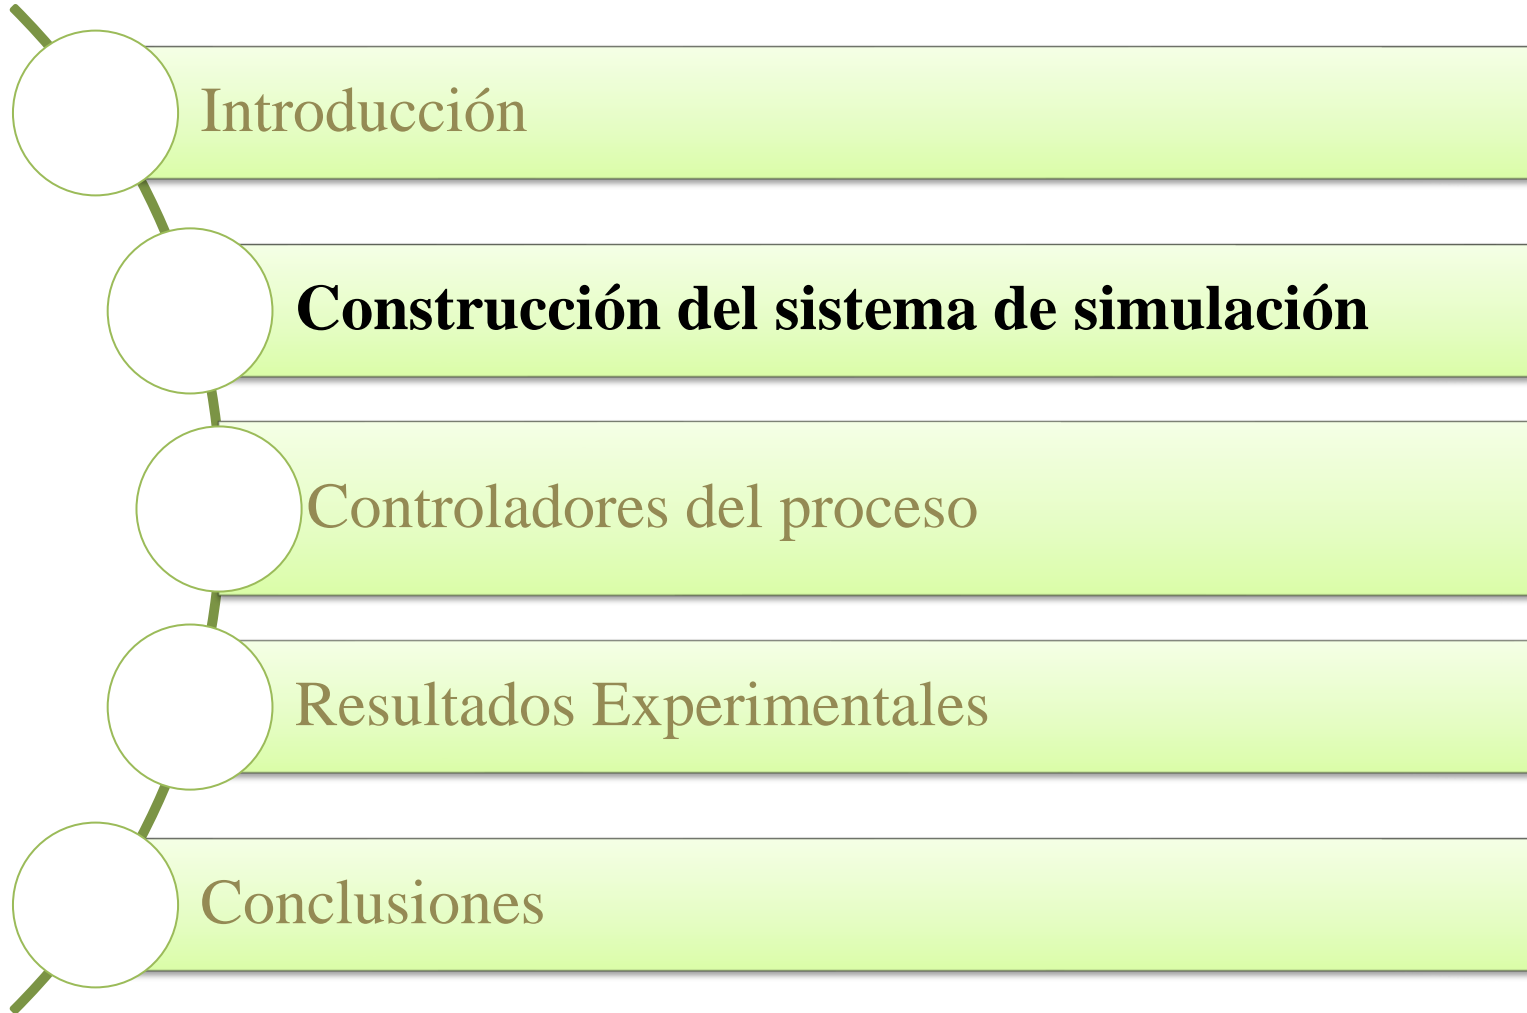 Introducción
Construcción del sistema de simulación
Controladores del proceso
Resultados Experimentales
Conclusiones